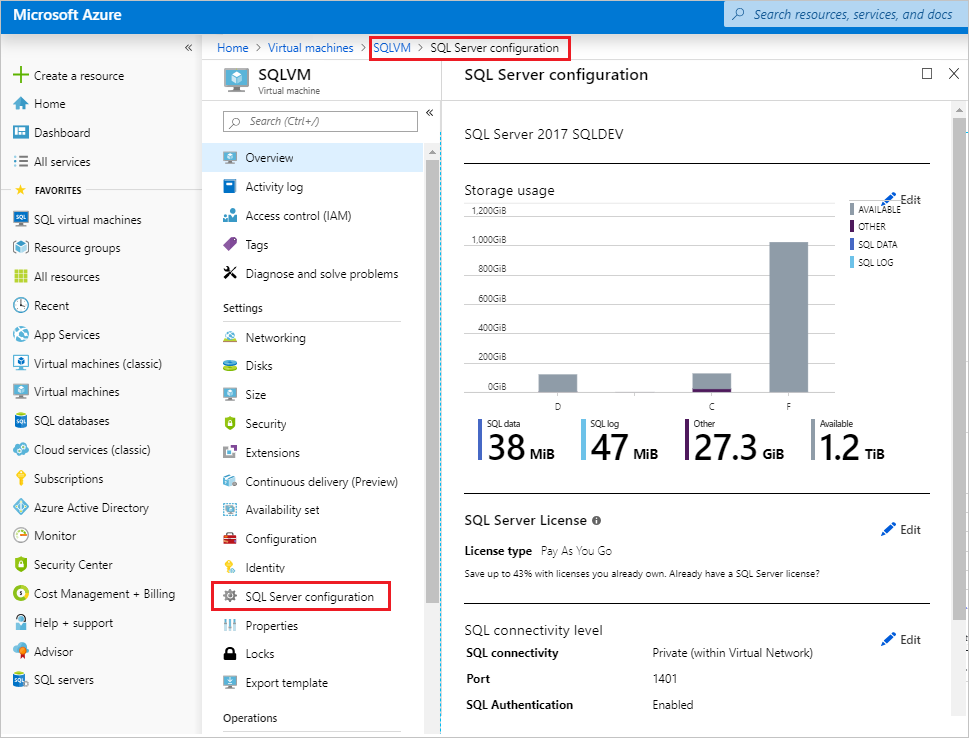 Microsoft Azure
Search resources, services, and docs
«
Create a resource
Home
Dashboard
All services
FAVORITES
SQL virtual machines
Resource groups
All resources
Recent
App Services
Virtual machines (classic)
Virtual machines
SQL databases
Cloud services (classic)
Subscriptions
Azure Active Directory
Monitor
Security Center
Cost Management + Billing
Help + support
Advisor
SQL servers
Home > Virtual machines > SQLVM > SQL Server configuration
SQLVM
Virtual machine
Search (Ctrl+/)
«
Overview
Activity log
Access control (IAM)
Tags
Diagnose and solve problems
Settings
Networking
Disks
Size
Security
Extensions
Continuous delivery (Preview)
Availability set
Configuration
Identity
SQL Server configuration
Properties
Locks
Export template
Operations
SQL Server configuration
SQL Server 2017 SQLDEV
Storage usage
Edit
1,200GiB
1,000GiB
800GiB
600GiB
400GiB
200GiB
0GiB
D C F
AVAILABLE
OTHER
SQL DATA
SQL LOG
SQL data
38 MiB
SQL log
47 MiB
Other
27.3 GiB
Available
1.2 TiB
SQL Server License
Edit
License type Pay As You Go
Save up to 43% with licenses you already own. Already have a SQL Server license?
SQL connectivity level
Edit
SQL connectivity Private (within Virtual Network)
Port 1401
SQL Authentication Enabled